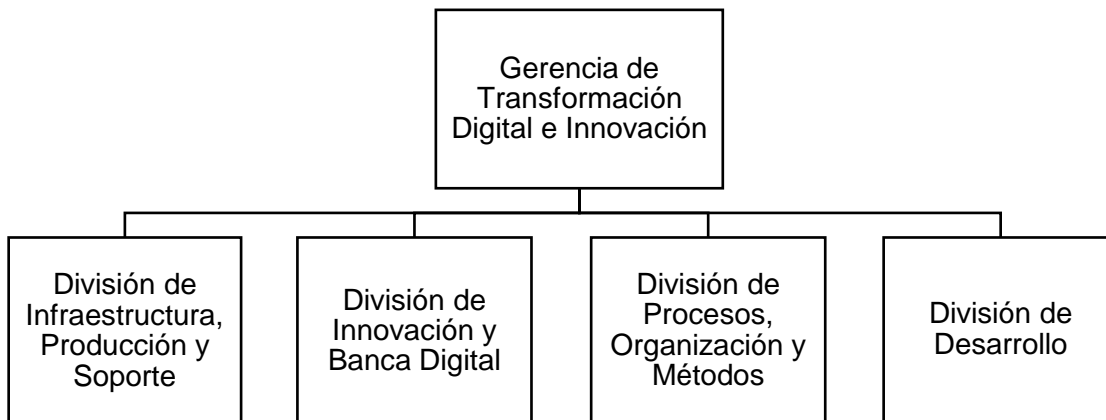 Gerencia de
Transformación
Digital e Innovación
División de
Infraestructura,
Producción y
Soporte
División de
Innovación y
Banca Digital
División de
Procesos,
Organización y
Métodos
División de
Desarrollo